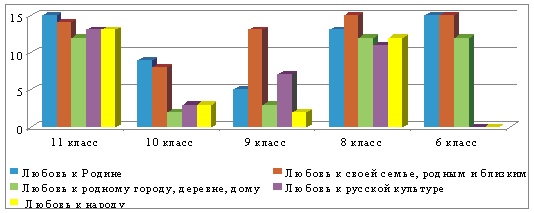 15
10
5
0
11 класс 10 класс 9 класс 8 класс 6 класс
Любовь к Родине Любовь к своей семье, родным и близким
Любовь к родному городу, деревне, дому Любовь к русской культуре
Любовь к народу